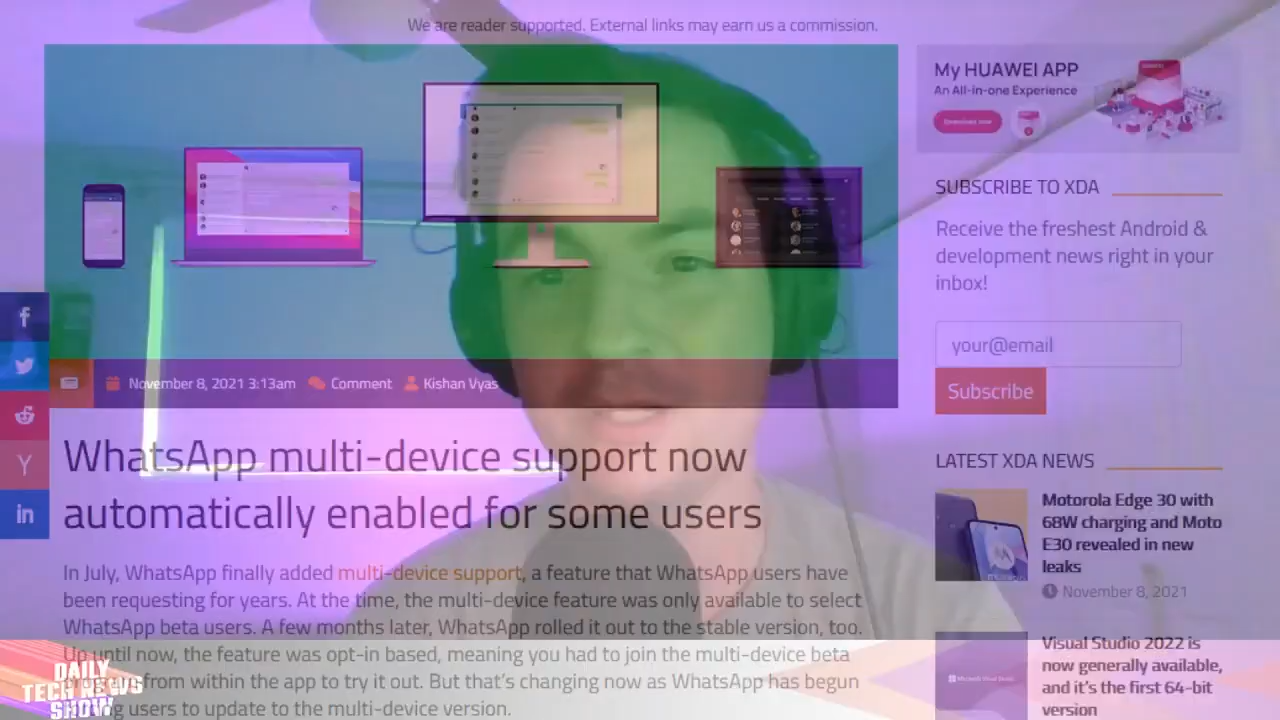 We are reader supported. External links may earn us a commission.
My HUAWEI APP
An All-in-one Experience
Download now
SUBSCRIBE TO XDA
Receive the freshest Android &
development news right in your
inbox!
your@email
Subscribe
November 8, 2021 3:13am Comment Kishan Vyas
WhatsApp multi-device support now
automatically enabled for some users
In July, WhatsApp finally added multi-device support, a feature that WhatsApp users have
been requesting for years. At the time, the multi-device feature was only available to select
WhatsApp beta users. A few months later, WhatsApp rolled it out to the stable version, too.
Up until now, the feature was opt-in based, meaning you had to join the multi-device beta
from within the app to try it out. But that's changing now as WhatsApp has begun
users to update to the multi-device version.
LATEST XDA NEWS
Motorola Edge 30 with
68W charging and Moto
E30 revealed in new
leaks
November 8, 2021
Visual Studio 2022 is
now generally available,
and it's the first 64-bit
version
DAILY
TECH NEWS
SHOW